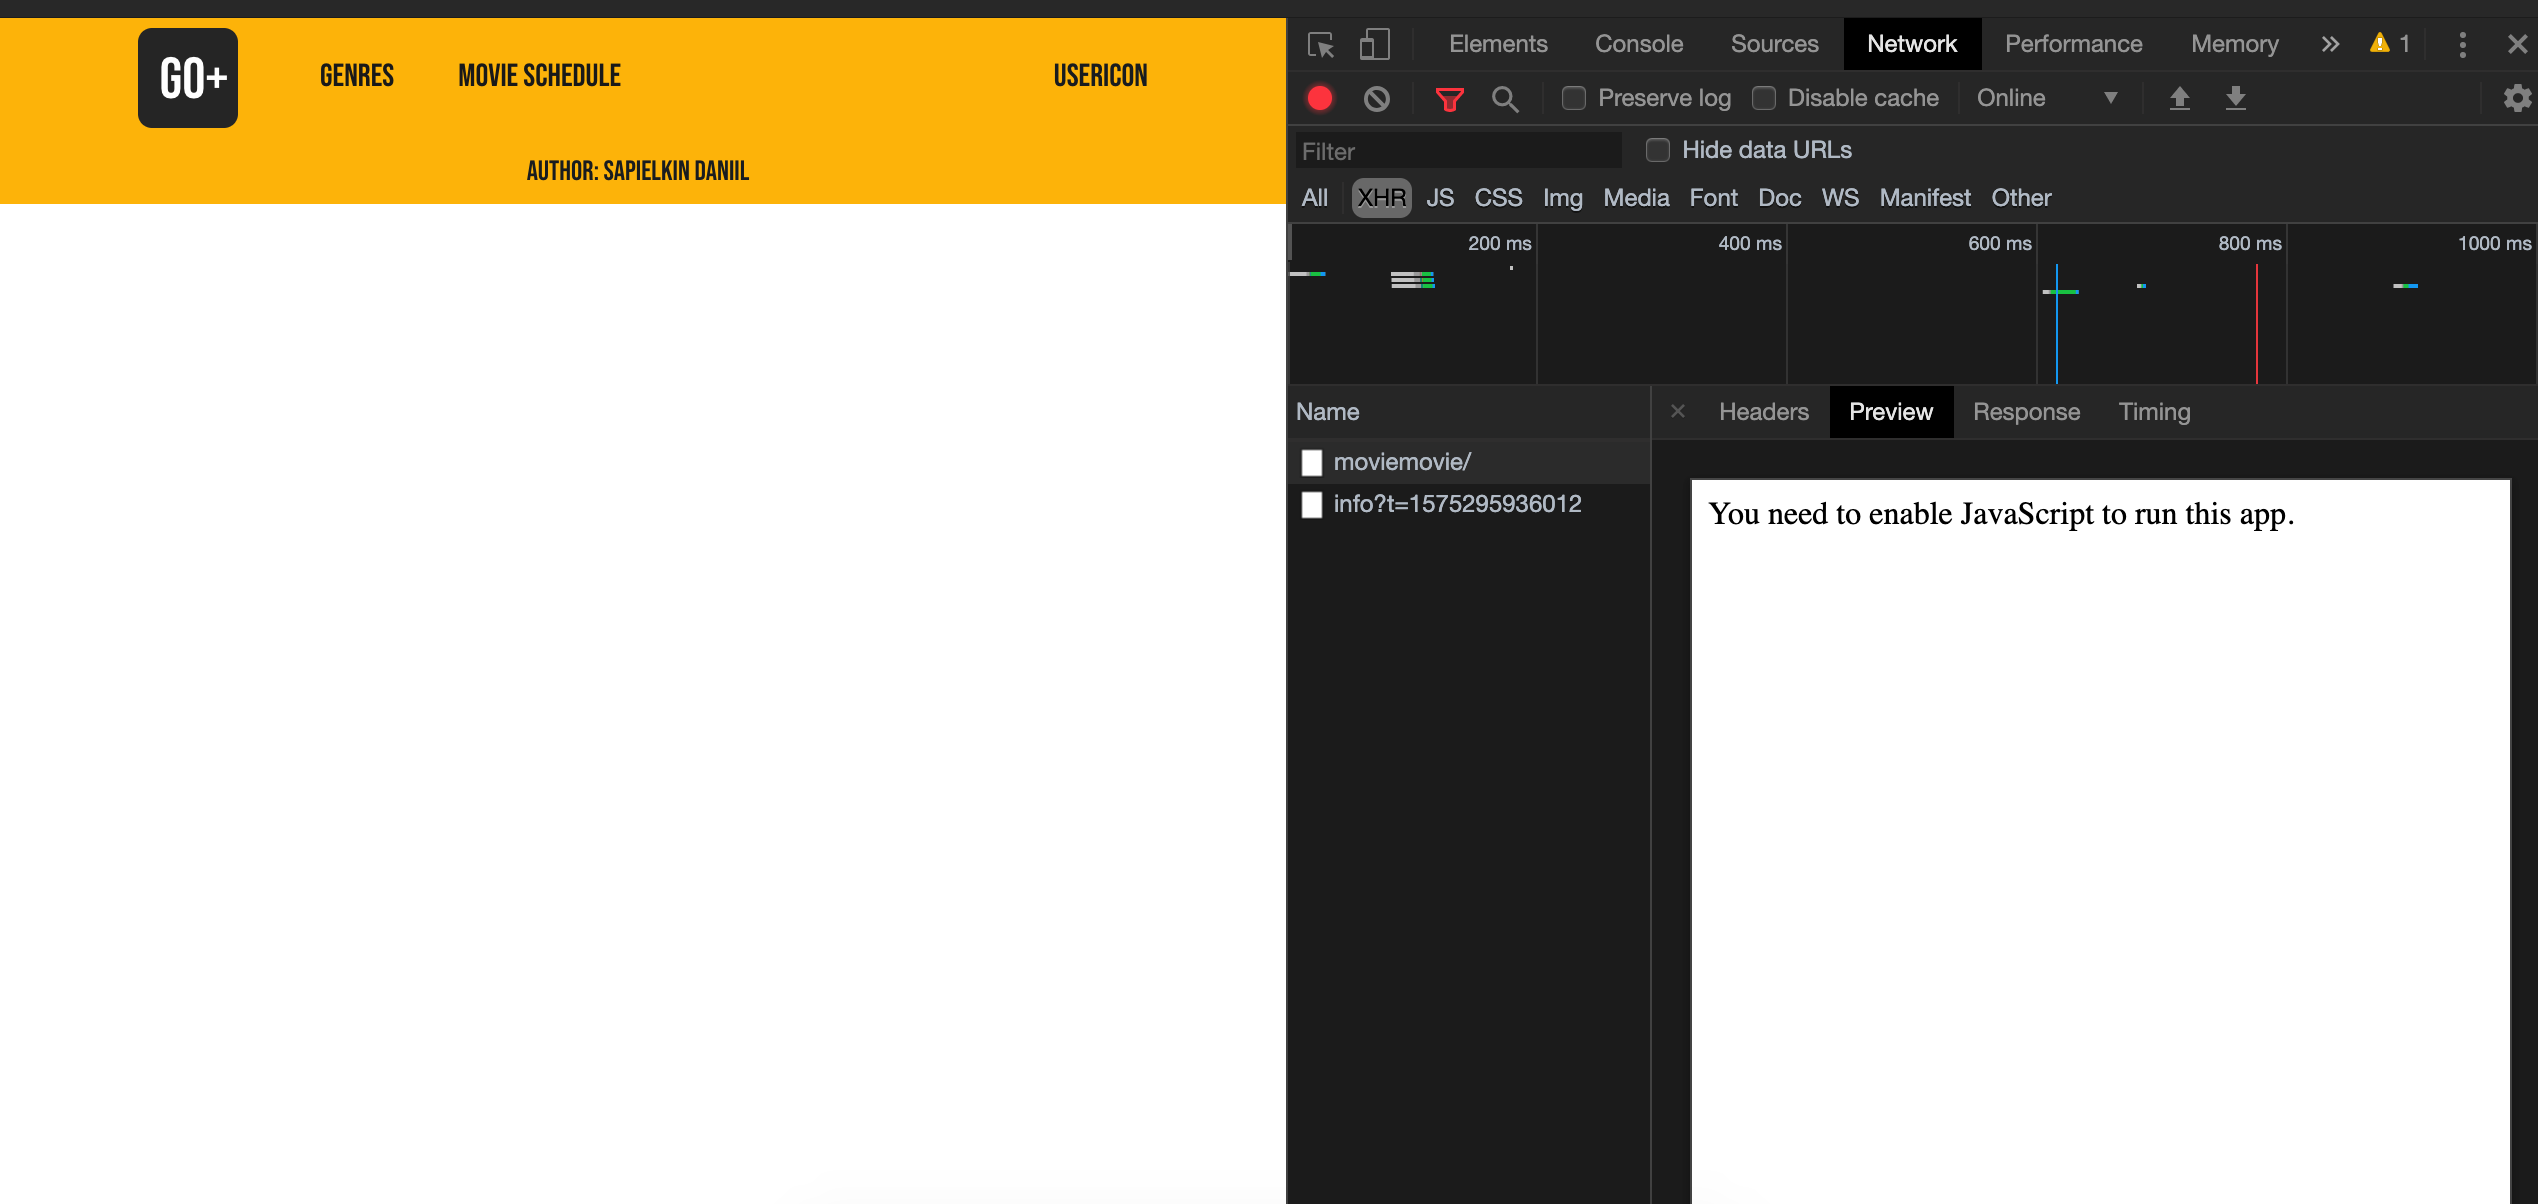 GO+
GENRES MOVIE SCHEDULE USERICON
AUTHOR: SAPIELKIN DANIIL
Elements Console Sources Network Performance Memory » 1
Preserve log Disable cache Online
Filter Hide data URLs
All XHR JS CSS Img Media Font Doc WS Manifest Other
200 ms 400 ms 600 ms 800 ms 1000 ms
Name
× Headers Preview Response Timing
moviemovie/
info?t=1575295936012
You need to enable JavaScript to run this app.